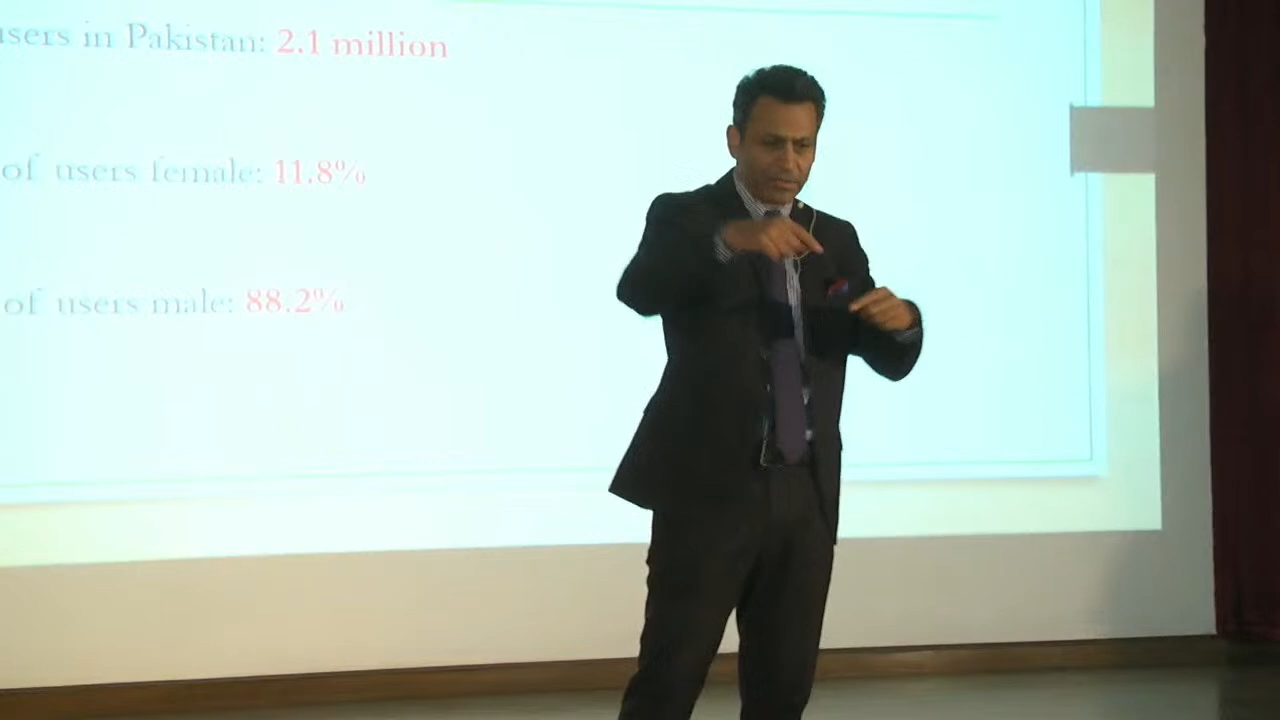 users in Pakistan: 2.1 million
of users female: 11.8%
of users male: 88.2%